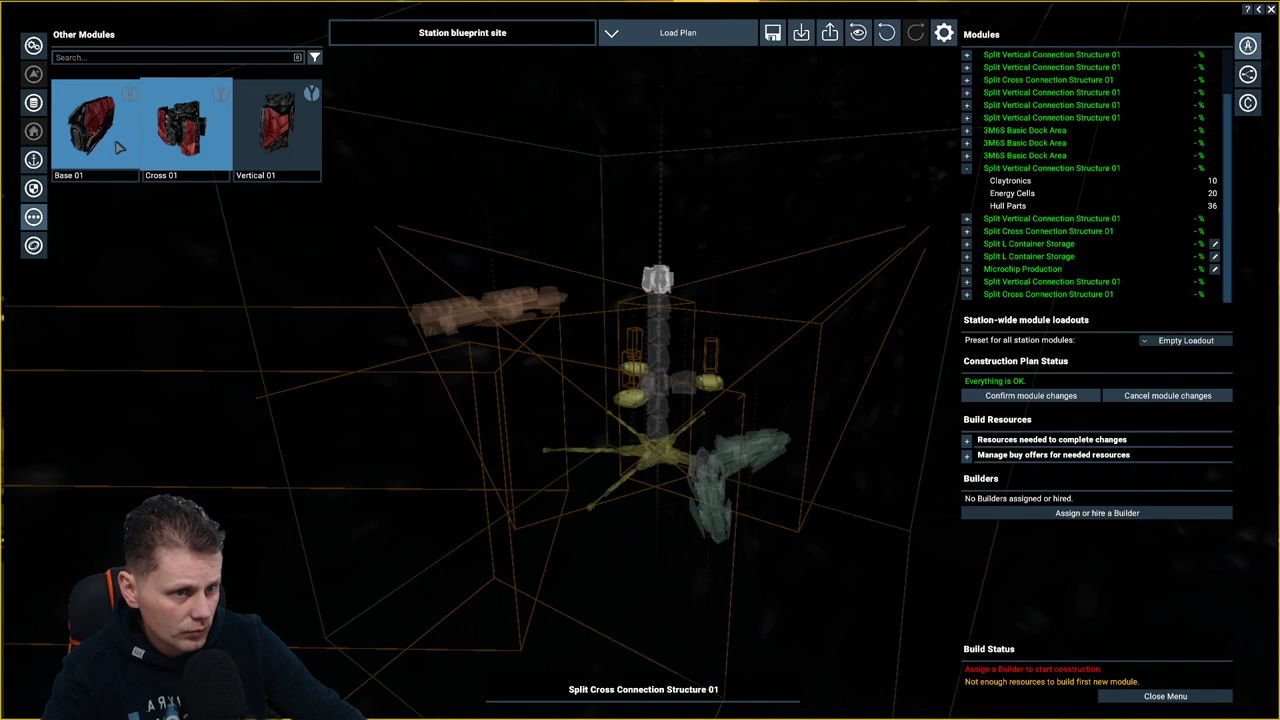 Other Modules
Search...
Base 01
Cross 01
Vertical 01
Station blueprint site
Load Plan
Split Cross Connection Structure 01
Modules
+ Split Vertical Connection Structure 01 - %
+ Split Vertical Connection Structure 01 - %
+ Split Cross Connection Structure 01 - %
+ Split Vertical Connection Structure 01 - %
+ Split Vertical Connection Structure 01 - %
+ Split Vertical Connection Structure 01 - %
+ 3M6S Basic Dock Area - %
+ 3M6S Basic Dock Area - %
+ 3M6S Basic Dock Area - %
- Split Vertical Connection Structure 01 - %
Claytronics 10
Energy Cells 20
Hull Parts 36
+ Split Vertical Connection Structure 01 - %
+ Split Cross Connection Structure 01 - %
+ Split L Container Storage - %
+ Split L Container Storage - %
+ Microchip Production - %
+ Split Vertical Connection Structure 01 - %
+ Split Cross Connection Structure 01 - %
Station-wide module loadouts
Preset for all station modules: Empty Loadout
Construction Plan Status
Everything is OK.
Confirm module changes Cancel module changes
Build Resources
+ Resources needed to complete changes
+ Manage buy offers for needed resources
Builders
No Builders assigned or hired.
Assign or hire a Builder
Build Status
Assign a Builder to start construction.
Not enough resources to build first new module.
Close Menu